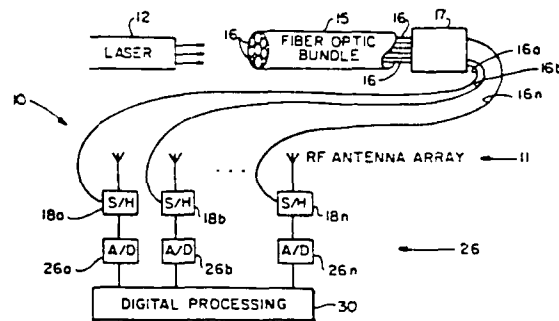 12
15
16
17
LASER
16
FIBER OPTIC
BUNDLE
16
16a
16b
16n
10
RF ANTENNA ARRAY
11
. . .
S/H
S/H
S/H
18a
18b
18n
A/D
A/D
A/D
26
26a
26b
26n
DIGITAL PROCESSING
30